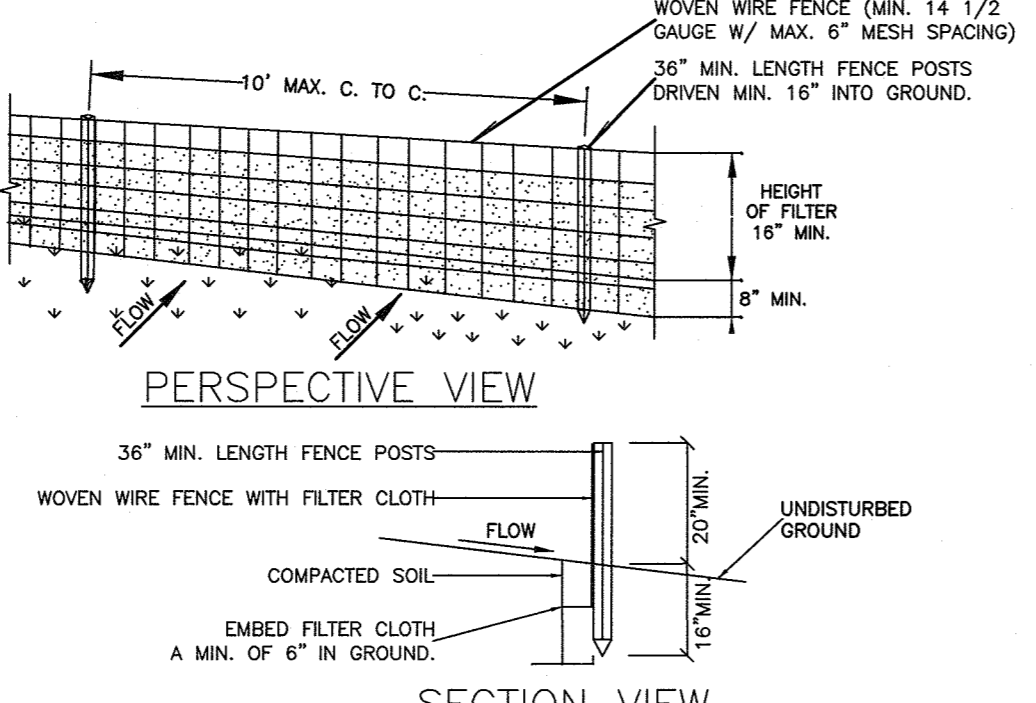 WOVEN WIRE FENCE (MIN. 14 1/2
GAUGE W/ MAX. 6" MESH SPACING)
10' MAX. C. TO C.
36" MIN. LENGTH FENCE POSTS
DRIVEN MIN. 16" INTO GROUND.
HEIGHT
OF FILTER
16" MIN.
8" MIN.
FLOW
FLOW
PERSPECTIVE VIEW
36" MIN. LENGTH FENCE POSTS
WOVEN WIRE FENCE WITH FILTER CLOTH
FLOW
20"MIN.
UNDISTURBED
GROUND
COMPACTED SOIL
16"MIN.
EMBED FILTER CLOTH
A MIN. OF 6" IN GROUND.
SECTION VIEW